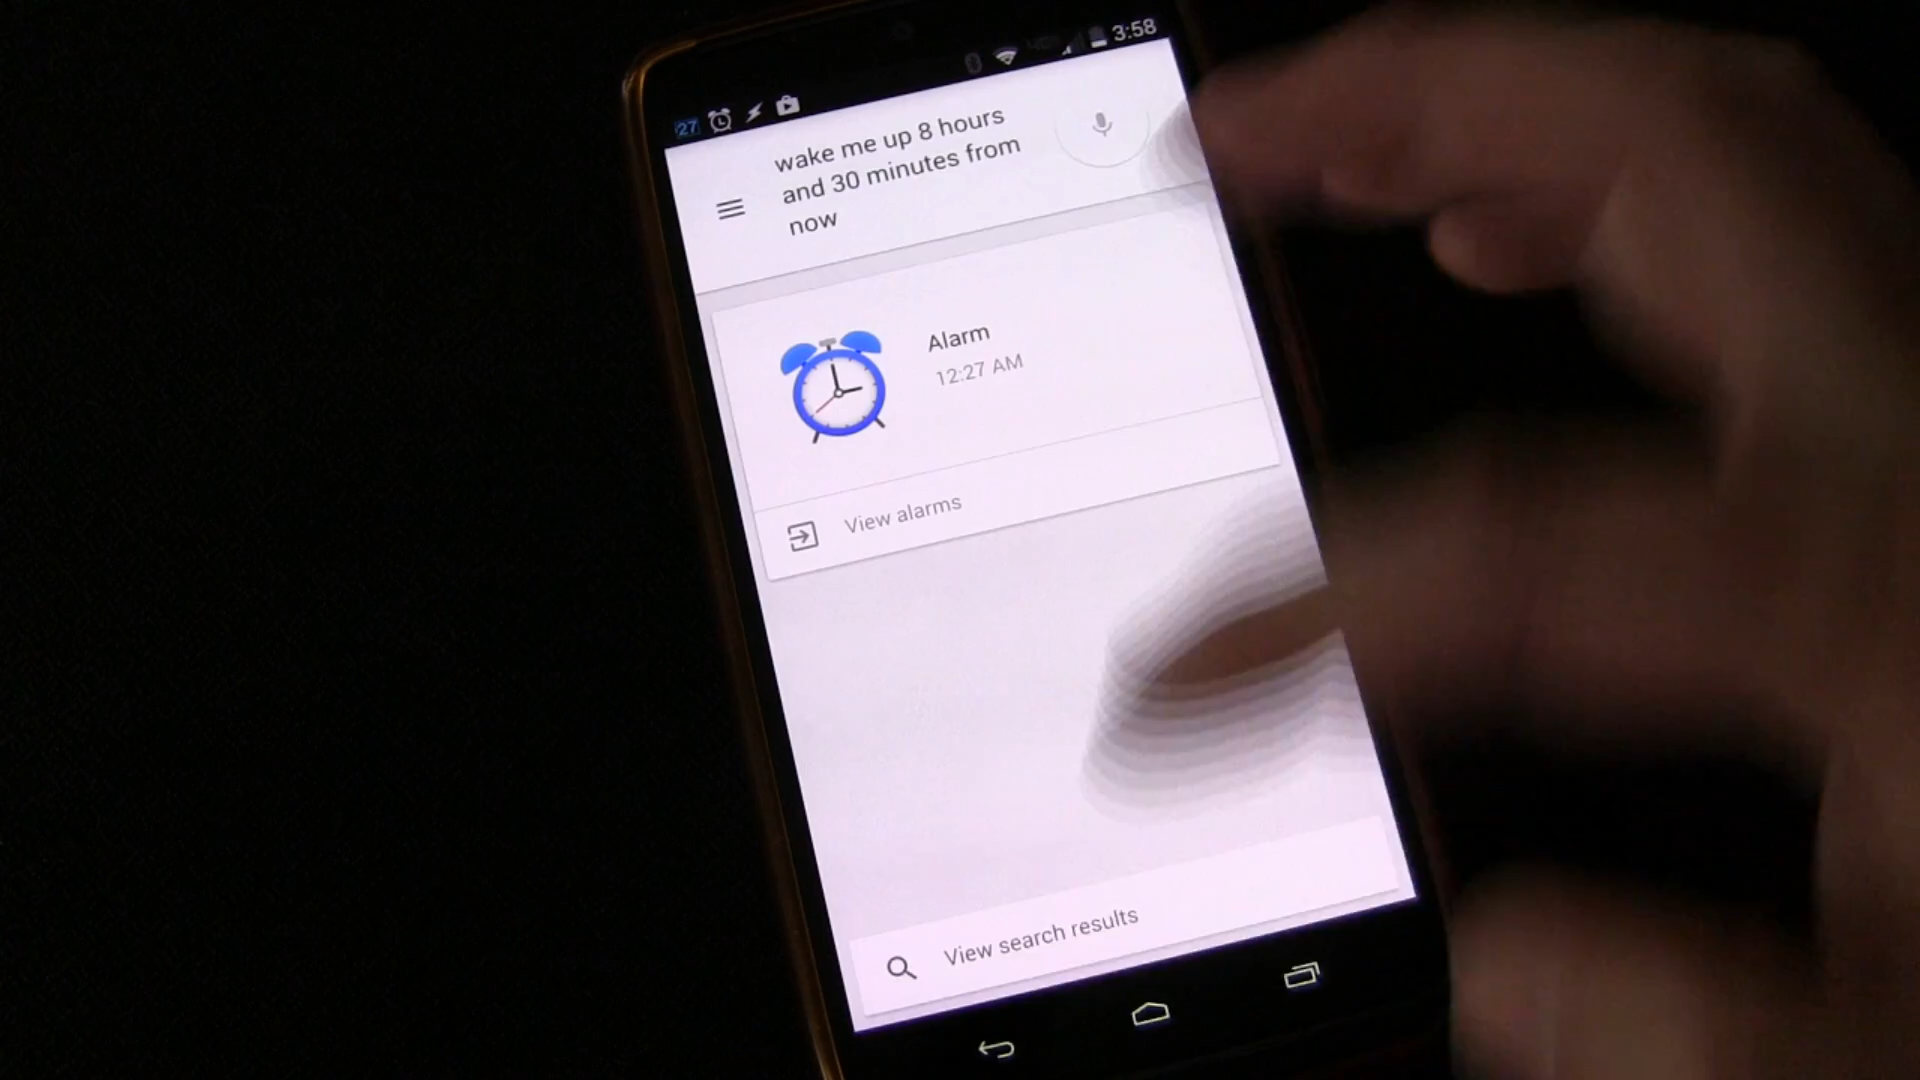 3:58
27
wake me up 8 hours
and 30 minutes from
now
Alarm
12:27 AM
View alarms
View search results